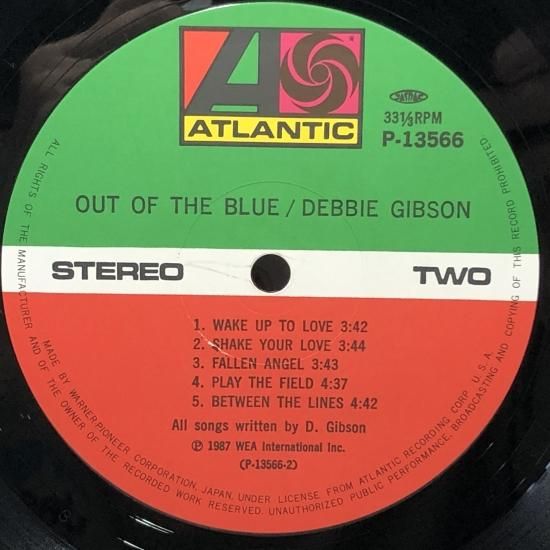 ATLANTIC
JASRAC
33⅓RPM
P-13566
OUT OF THE BLUE / DEBBIE GIBSON
STEREO
TWO
1. WAKE UP TO LOVE 3:42
2. SHAKE YOUR LOVE 3:44
3. FALLEN ANGEL 3:43
4. PLAY THE FIELD 4:37
5. BETWEEN THE LINES 4:42
All songs written by D. Gibson
Ⓟ 1987 WEA International Inc.
(P-13566-2)
MADE BY WARNER-PIONEER CORPORATION, JAPAN, UNDER LICENSE FROM ATLANTIC RECORDING CORP. U.S.A.
ALL RIGHTS OF THE MANUFACTURER AND OF THE OWNER OF THE RECORDED WORK RESERVED. UNAUTHORIZED PUBLIC PERFORMANCE, BROADCASTING AND COPYING OF THIS RECORD PROHIBITED.